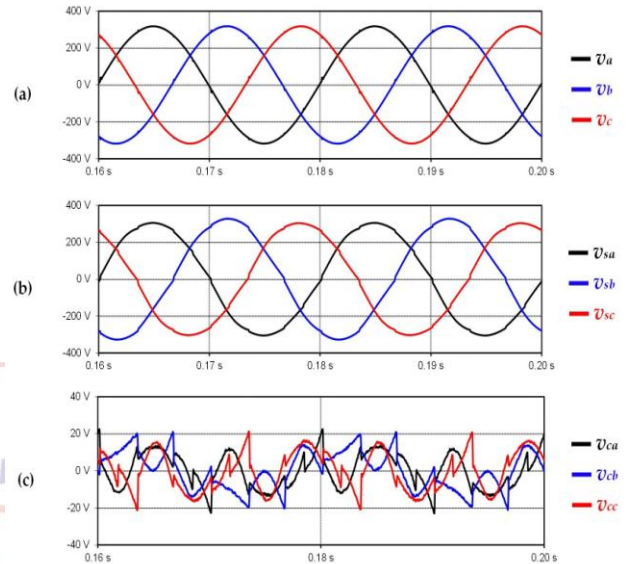 (a)
400 V
200 V
0 V
-200 V
-400 V
0.16 s 0.17 s 0.18 s 0.19 s 0.20 s
va
vb
vc
(b)
400 V
200 V
0 V
-200 V
-400 V
0.16 s 0.17 s 0.18 s 0.19 s 0.20 s
vsa
vsb
vsc
(c)
40 V
20 V
0 V
-20 V
-40 V
0.16 s 0.18 s 0.20 s
vca
vcb
vcc